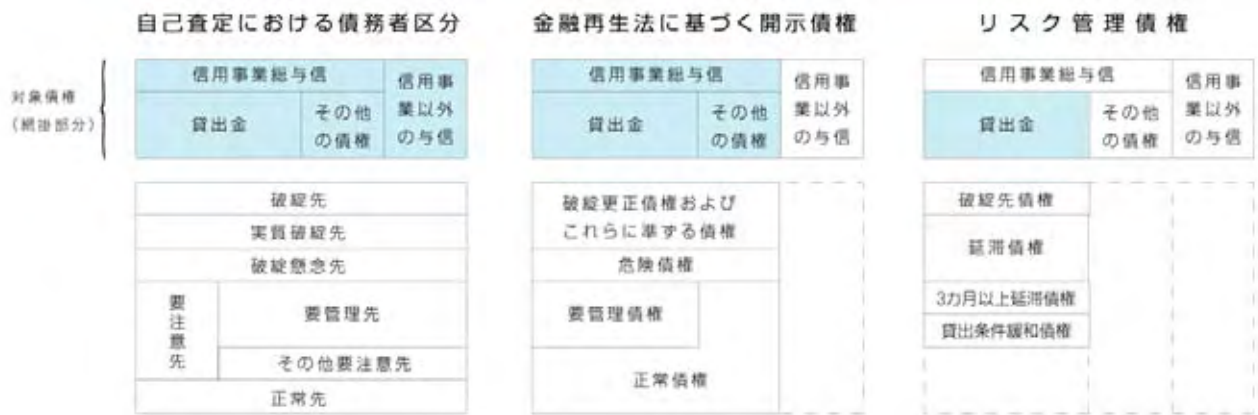 自己査定における債務者区分
金融再生法に基づく開示債権
リスク管理債権
対象債権
(網掛部分)
信用事業総与信
貸出金
その他
の債権
信用事
業以外
の与信
信用事業総与信
貸出金
その他
の債権
信用事
業以外
の与信
信用事業総与信
貸出金
その他
の債権
信用事
業以外
の与信
破綻先
実質破綻先
破綻懸念先
要注意先
要管理先
その他要注意先
正常先
破綻更正債権および
これらに準ずる債権
危険債権
要管理債権
正常債権
破綻先債権
延滞債権
3カ月以上延滞債権
貸出条件緩和債権